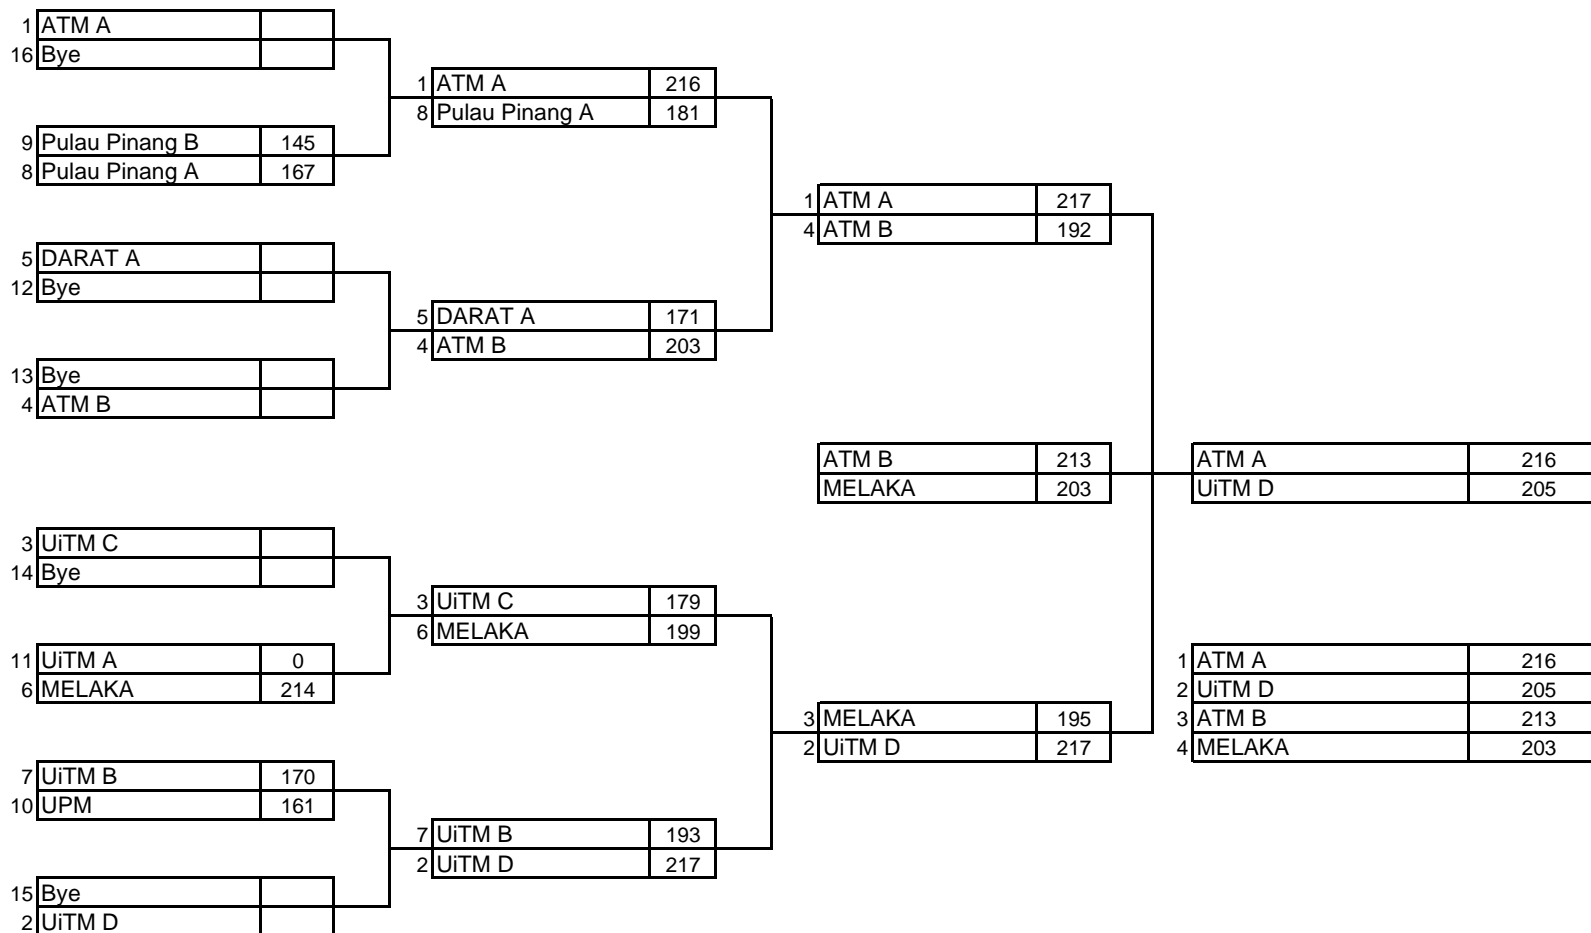 1 ATM A
16 Bye
9 Pulau Pinang B 145
8 Pulau Pinang A 167
5 DARAT A
12 Bye
13 Bye
4 ATM B
3 UiTM C
14 Bye
11 UiTM A 0
6 MELAKA 214
7 UiTM B 170
10 UPM 161
15 Bye
2 UiTM D
1 ATM A 216
8 Pulau Pinang A 181
5 DARAT A 171
4 ATM B 203
3 UiTM C 179
6 MELAKA 199
7 UiTM B 193
2 UiTM D 217
1 ATM A 217
4 ATM B 192
ATM B 213
MELAKA 203
3 MELAKA 195
2 UiTM D 217
ATM A 216
UiTM D 205
1 ATM A 216
2 UiTM D 205
3 ATM B 213
4 MELAKA 203